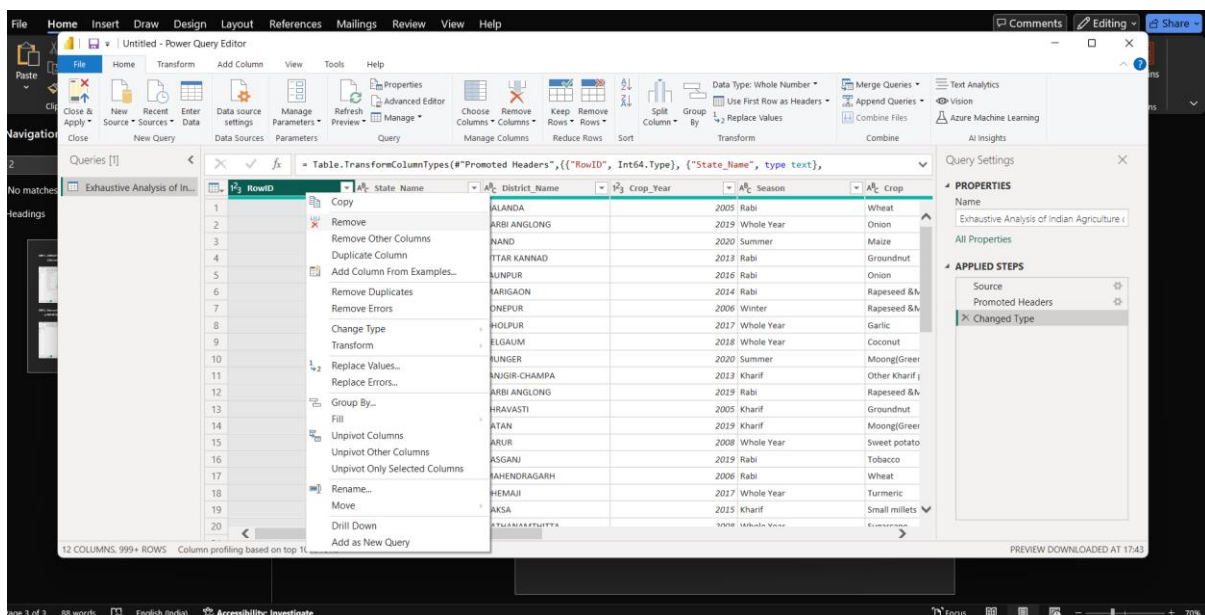 File Home Insert Draw Design Layout References Mailings Review View Help Comments Editing Share
Untitled - Power Query Editor
File Home Transform Add Column View Tools Help
Paste
Close & Apply New Source Recent Sources Enter Data Data source settings Manage Parameters Refresh Preview Properties Advanced Editor Manage Choose Columns Remove Columns Keep Rows Remove Rows Split Column Group By Data Type: Whole Number Use First Row as Headers Replace Values Merge Queries Append Queries Combine Files Text Analytics Vision Azure Machine Learning
Close New Query Data Sources Parameters Query Manage Columns Reduce Rows Sort Transform Combine AI Insights
Navigation
Queries [1]
= Table.TransformColumnTypes(#"Promoted Headers",{{"RowID", Int64.Type}, {"State_Name", type text},
Query Settings
2
No matches
Headings
Exhaustive Analysis of In...
RowID State Name District_Name Crop_Year Season Crop
Copy
Remove
Remove Other Columns
Duplicate Column
Add Column From Examples...
Remove Duplicates
Remove Errors
Change Type
Transform
Replace Values...
Replace Errors...
Group By...
Fill
Unpivot Columns
Unpivot Other Columns
Unpivot Only Selected Columns
Rename...
Move
Drill Down
Add as New Query
1 ALANDA 2005 Rabi Wheat
2 ARBI ANGLONG 2019 Whole Year Onion
3 NAND 2020 Summer Maize
4 TTAR KANNAD 2013 Rabi Groundnut
5 AUNPUR 2016 Rabi Onion
6 MARIGAON 2014 Rabi Rapeseed &M
7 ONEPUR 2006 Winter Rapeseed &M
8 HOLPUR 2017 Whole Year Garlic
9 ELGAUM 2018 Whole Year Coconut
10 MUNGER 2020 Summer Moong(Green
11 ANJGIR-CHAMPA 2013 Kharif Other Kharif
12 ARBI ANGLONG 2019 Rabi Rapeseed &M
13 HRAVASTI 2005 Kharif Groundnut
14 ATAN 2019 Kharif Moong(Green
15 ARUR 2008 Whole Year Sweet potato
16 ASGANJ 2019 Rabi Tobacco
17 MAHENDRAGARH 2006 Rabi Wheat
18 HEMAJI 2017 Whole Year Turmeric
19 AKSA 2015 Kharif Small millets
20
PROPERTIES
Name
Exhaustive Analysis of Indian Agriculture
All Properties
APPLIED STEPS
Source
Promoted Headers
Changed Type
12 COLUMNS, 999+ ROWS Column profiling based on top PREVIEW DOWNLOADED AT 17:43
Page 3 of 3 88 words English (India) Accessibility: Investigate Focus 70%